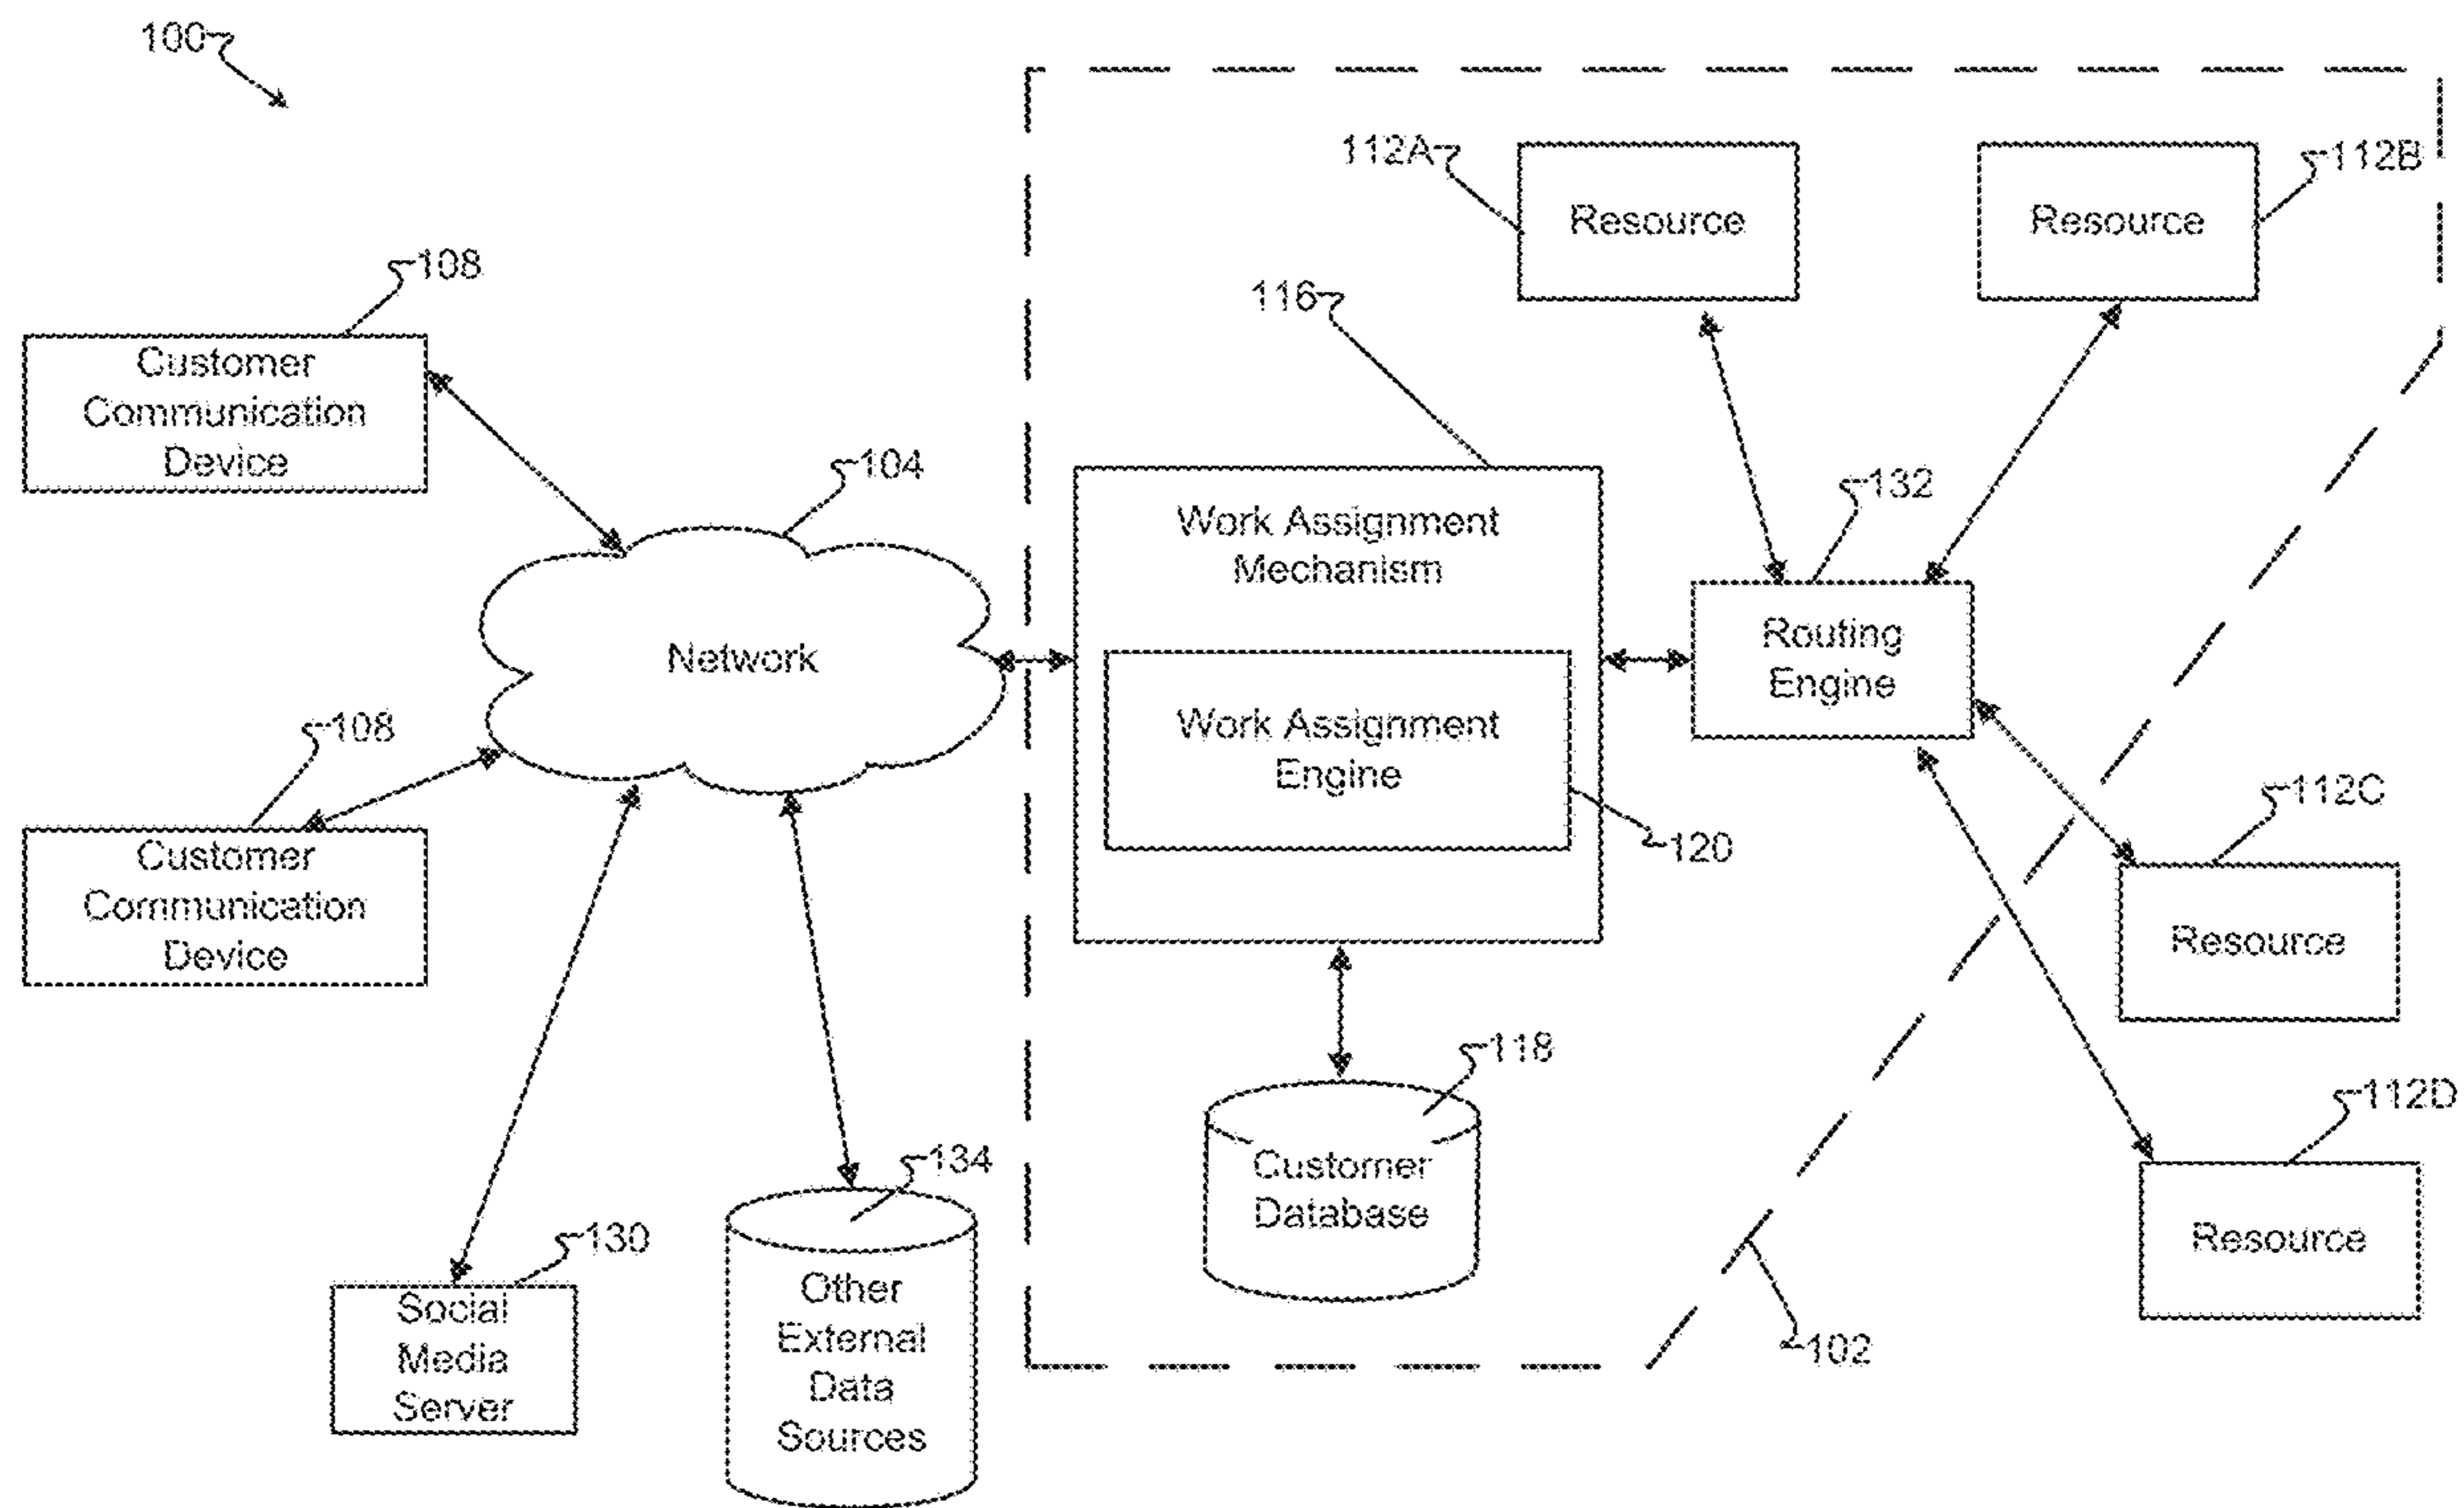 100
112A
Resource
Resource
112B
108
116
Customer
Communication
Device
104
132
Work Assignment
Mechanism
Network
Routing
Engine
Work Assignment
Engine
108
112C
120
Customer
Communication
Device
Resource
118
112D
134
Customer
Database
130
Resource
Social
Media
Server
Other
External
Data
Sources
102